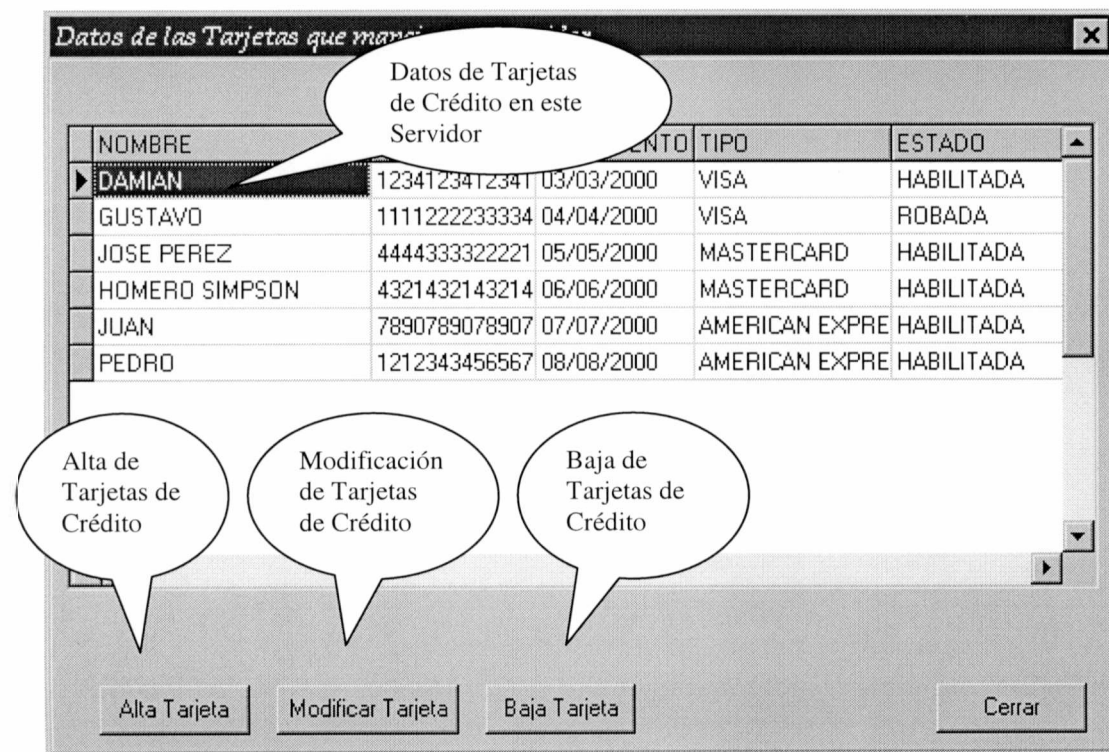 Datos de las Tarjetas que
Datos de Tarjetas
de Crédito en este
Servidor
NOMBRE TIPO ESTADO
DAMIAN 1234123412341 03/03/2000 VISA HABILITADA
GUSTAVO 1111222233334 04/04/2000 VISA ROBADA
JOSE PEREZ 4444333322221 05/05/2000 MASTERCARD HABILITADA
HOMERO SIMPSON 4321432143214 06/06/2000 MASTERCARD HABILITADA
JUAN 7890789078907 07/07/2000 AMERICAN EXPRE HABILITADA
PEDRO 1212343456567 08/08/2000 AMERICAN EXPRE HABILITADA
Alta de
Tarjetas de
Crédito
Modificación
de Tarjetas
de Crédito
Baja de
Tarjetas de
Crédito
Alta Tarjeta Modificar Tarjeta Baja Tarjeta Cerrar